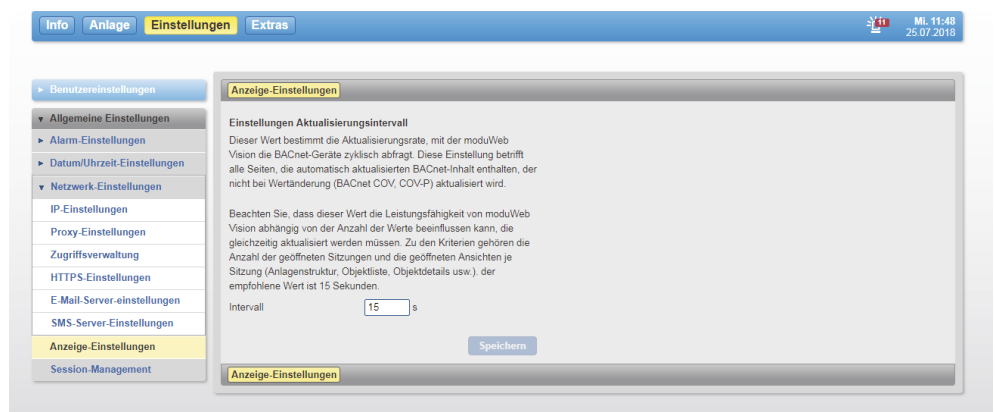 Info Anlage Einstellungen Extras
11
Mi. 11:48
25.07.2018
Benutzereinstellungen
Allgemeine Einstellungen
Alarm-Einstellungen
Datum/Uhrzeit-Einstellungen
Netzwerk-Einstellungen
IP-Einstellungen
Proxy-Einstellungen
Zugriffsverwaltung
HTTPS-Einstellungen
E-Mail-Server-einstellungen
SMS-Server-Einstellungen
Anzeige-Einstellungen
Session-Management
Anzeige-Einstellungen
Einstellungen Aktualisierungsintervall
Dieser Wert bestimmt die Aktualisierungsrate, mit der moduWeb
Vision die BACnet-Geräte zyklisch abfragt. Diese Einstellung betrifft
alle Seiten, die automatisch aktualisierten BACnet-Inhalt enthalten, der
nicht bei Wertänderung (BACnet COV, COV-P) aktualisiert wird.
Beachten Sie, dass dieser Wert die Leistungsfähigkeit von moduWeb
Vision abhängig von der Anzahl der Werte beeinflussen kann, die
gleichzeitig aktualisiert werden müssen. Zu den Kriterien gehören die
Anzahl der geöffneten Sitzungen und die geöffneten Ansichten je
Sitzung (Anlagenstruktur, Objektliste, Objektdetails usw.). der
empfohlene Wert ist 15 Sekunden.
Intervall 15 s
Speichern
Anzeige-Einstellungen